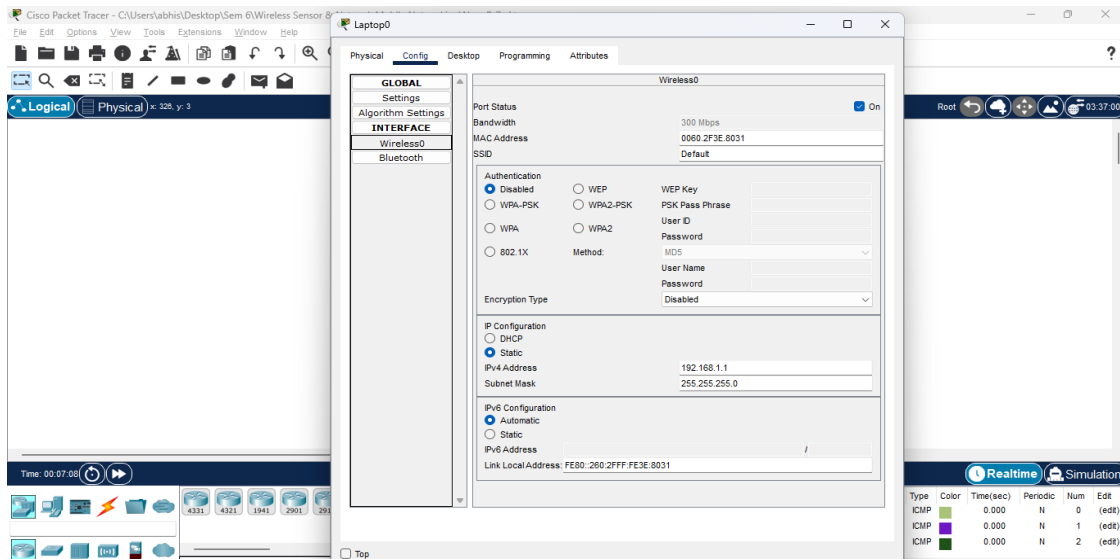 Cisco Packet Tracer - C:\Users\abhis\Desktop\Sem 6\Wireless Sensor &
File Edit Options View Tools Extensions Window Help
Laptop0
Physical Config Desktop Programming Attributes
?
GLOBAL
Settings
Algorithm Settings
INTERFACE
Wireless0
Bluetooth
Wireless0
Port Status On
Bandwidth 300 Mbps
MAC Address 0060.2F3E.8031
SSID Default
Authentication
Disabled WEP WEP Key
WPA-PSK WPA2-PSK PSK Pass Phrase
User ID
WPA WPA2
Password
802.1X Method: MD5
User Name
Password
Encryption Type Disabled
IP Configuration
DHCP
Static
IPv4 Address 192.168.1.1
Subnet Mask 255.255.255.0
IPv6 Configuration
Automatic
Static
IPv6 Address /
Link Local Address: FE80::260:2FFF:FE3E:8031
Top
Logical Physical x: 328, y: 3
Root 03:37:00
Time: 00:07:08
Realtime Simulation
4331 4321 1941 2901 291
Type Color Time(sec) Periodic Num Edit
ICMP 0.000 N 0 (edit)
ICMP 0.000 N 1 (edit)
ICMP 0.000 N 2 (edit)